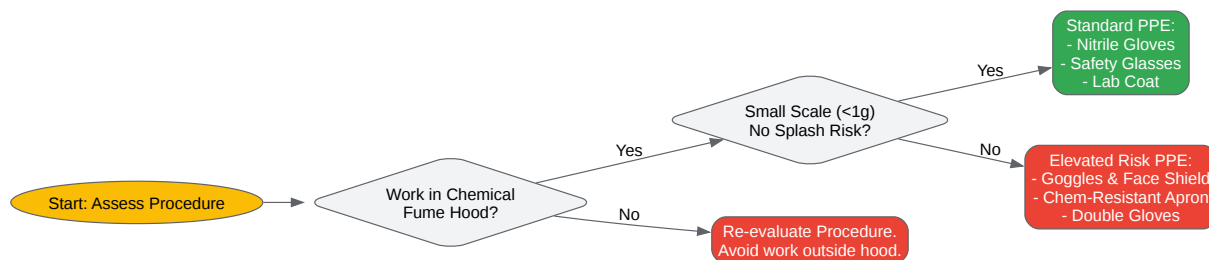 Start: Assess Procedure
Work in Chemical
Fume Hood?
Yes
No
Small Scale (<1g)
No Splash Risk?
Yes
No
Standard PPE:
- Nitrile Gloves
- Safety Glasses
- Lab Coat
Elevated Risk PPE:
- Goggles & Face Shield
- Chem-Resistant Apron
- Double Gloves
Re-evaluate Procedure.
Avoid work outside hood.